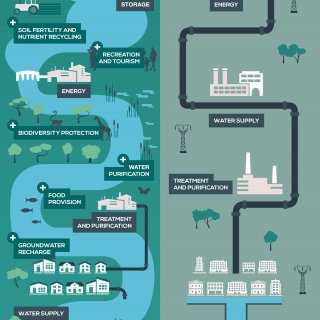 STORAGE
SOIL FERTILITY AND
NUTRIENT RECYCLING
RECREATION
AND TOURISM
ENERGY
BIODIVERSITY PROTECTION
WATER
PURIFICATION
FOOD
PROVISION
TREATMENT
AND PURIFICATION
GROUNDWATER
RECHARGE
WATER SUPPLY
ENERGY
WATER SUPPLY
TREATMENT
AND PURIFICATION